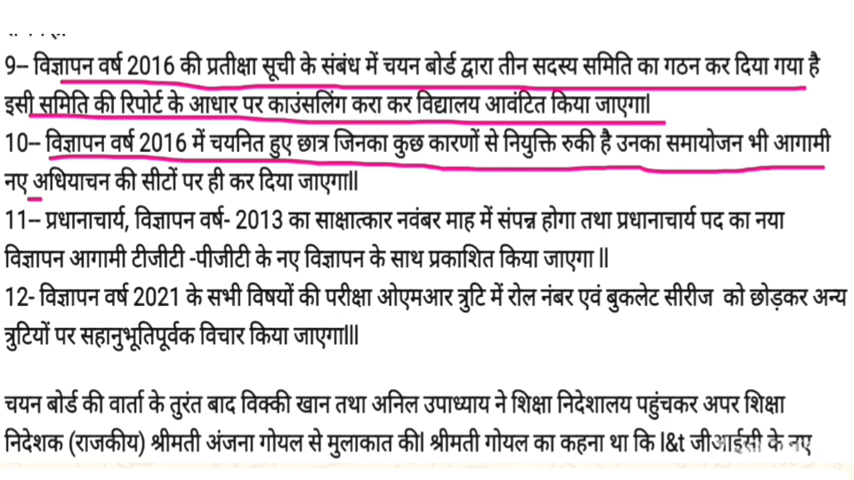 9– विज्ञापन वर्ष 2016 की प्रतीक्षा सूची के संबंध में चयन बोर्ड द्वारा तीन सदस्य समिति का गठन कर दिया गया है
इसी समिति की रिपोर्ट के आधार पर काउंसलिंग करा कर विद्यालय आवंटित किया जाएगा।
10– विज्ञापन वर्ष 2016 में चयनित हुए छात्र जिनका कुछ कारणों से नियुक्ति रुकी है उनका समायोजन भी आगामी
नए अधियाचन की सीटों पर ही कर दिया जाएगा॥
11– प्रधानाचार्य, विज्ञापन वर्ष- 2013 का साक्षात्कार नवंबर माह में संपन्न होगा तथा प्रधानाचार्य पद का नया
विज्ञापन आगामी टीजीटी -पीजीटी के नए विज्ञापन के साथ प्रकाशित किया जाएगा ॥
12- विज्ञापन वर्ष 2021 के सभी विषयों की परीक्षा ओएमआर त्रुटि में रोल नंबर एवं बुकलेट सीरीज को छोड़कर अन्य
त्रुटियों पर सहानुभूतिपूर्वक विचार किया जाएगा।॥
चयन बोर्ड की वार्ता के तुरंत बाद विक्की खान तथा अनिल उपाध्याय ने शिक्षा निदेशालय पहुंचकर अपर शिक्षा
निदेशक (राजकीय) श्रीमती अंजना गोयल से मुलाकात की। श्रीमती गोयल का कहना था कि l&t जीआईसी के नए